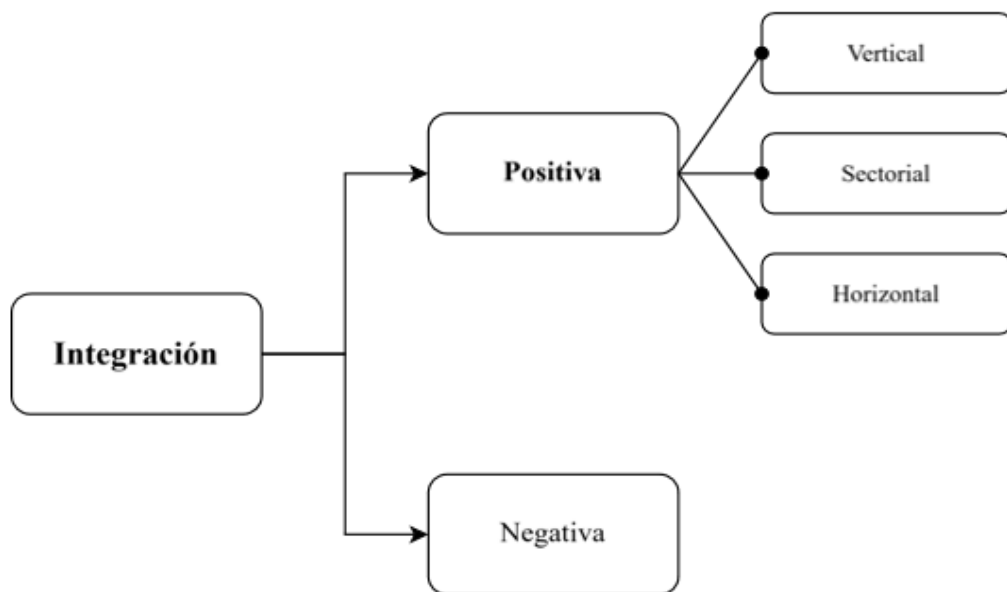 Integración
Positiva
Vertical
Sectorial
Horizontal
Negativa